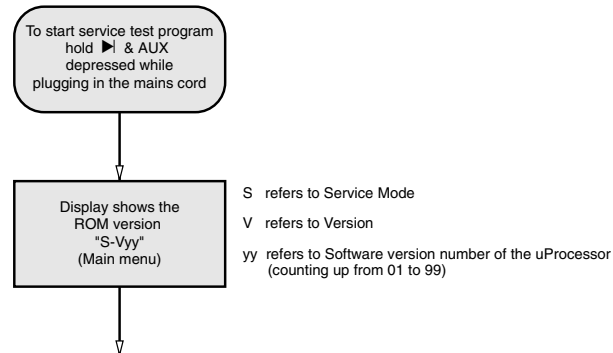 To start service test program
hold ▶| & AUX
depressed while
plugging in the mains cord
Display shows the
ROM version
"S-Vyy"
(Main menu)
S refers to Service Mode
V refers to Version
yy refers to Software version number of the uProcessor
(counting up from 01 to 99)